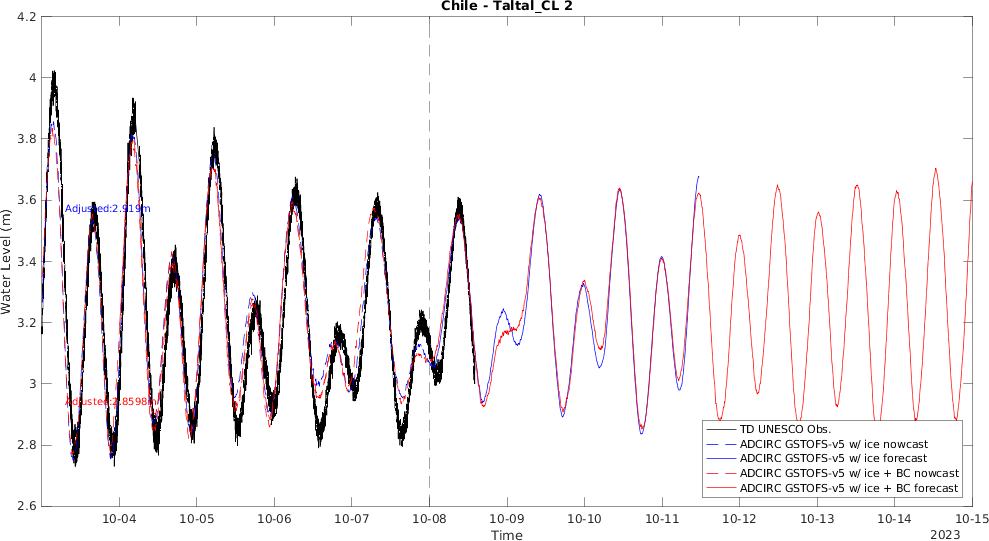 Chile - Taltal_CL 2
4.2
4
3.8
3.6
3.4
3.2
3
2.8
2.6
Water Level (m)
Adjusted:2.919m
Adjusted:2.8598m
TD UNESCO Obs.
ADCIRC GSTOFS-v5 w/ ice nowcast
ADCIRC GSTOFS-v5 w/ ice forecast
ADCIRC GSTOFS-v5 w/ ice + BC nowcast
ADCIRC GSTOFS-v5 w/ ice + BC forecast
10-04 10-05 10-06 10-07 10-08 10-09 10-10 10-11 10-12 10-13 10-14 10-15
Time
2023